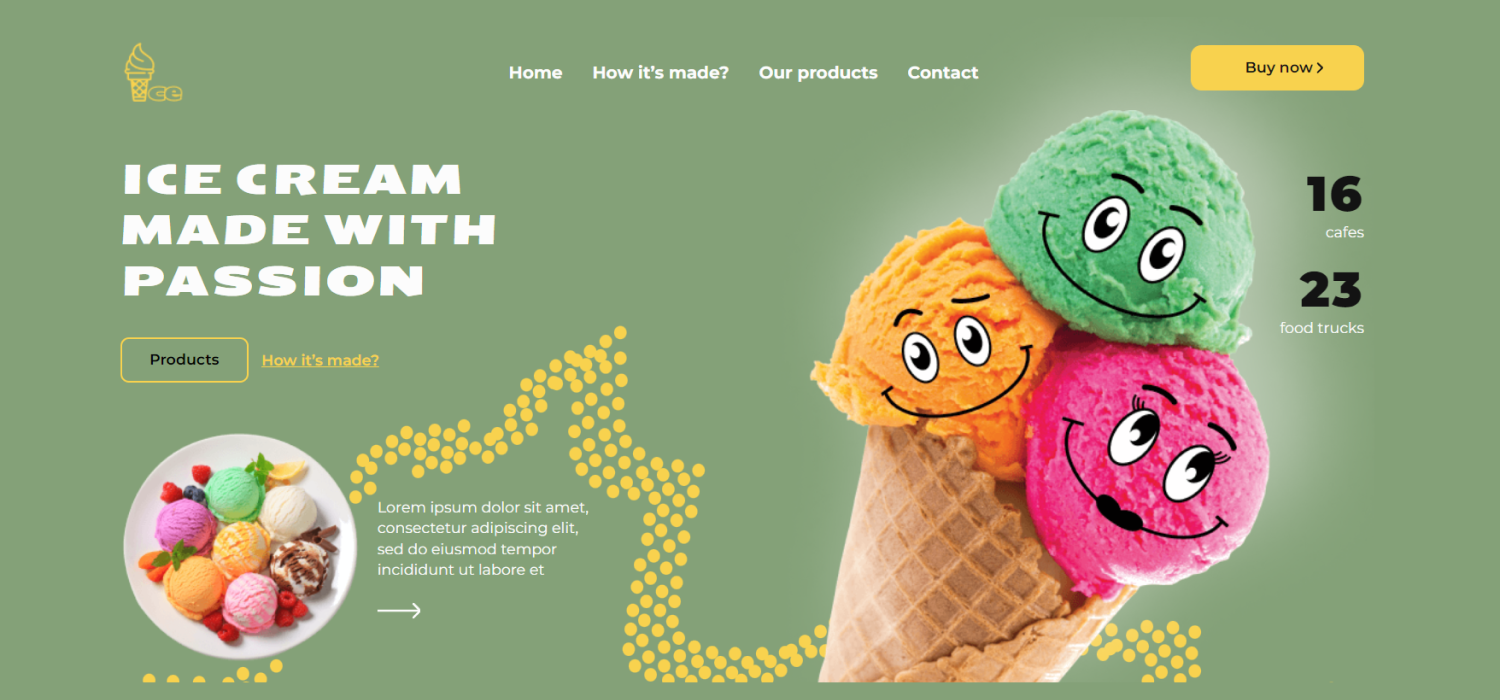 ce
Home How it's made? Our products Contact
Buy now
ICE CREAM
MADE WITH
PASSION
16
cafes
23
food trucks
Products How it's made?
Lorem ipsum dolor sit amet,
consectetur adipiscing elit,
sed do eiusmod tempor
incididunt ut labore et